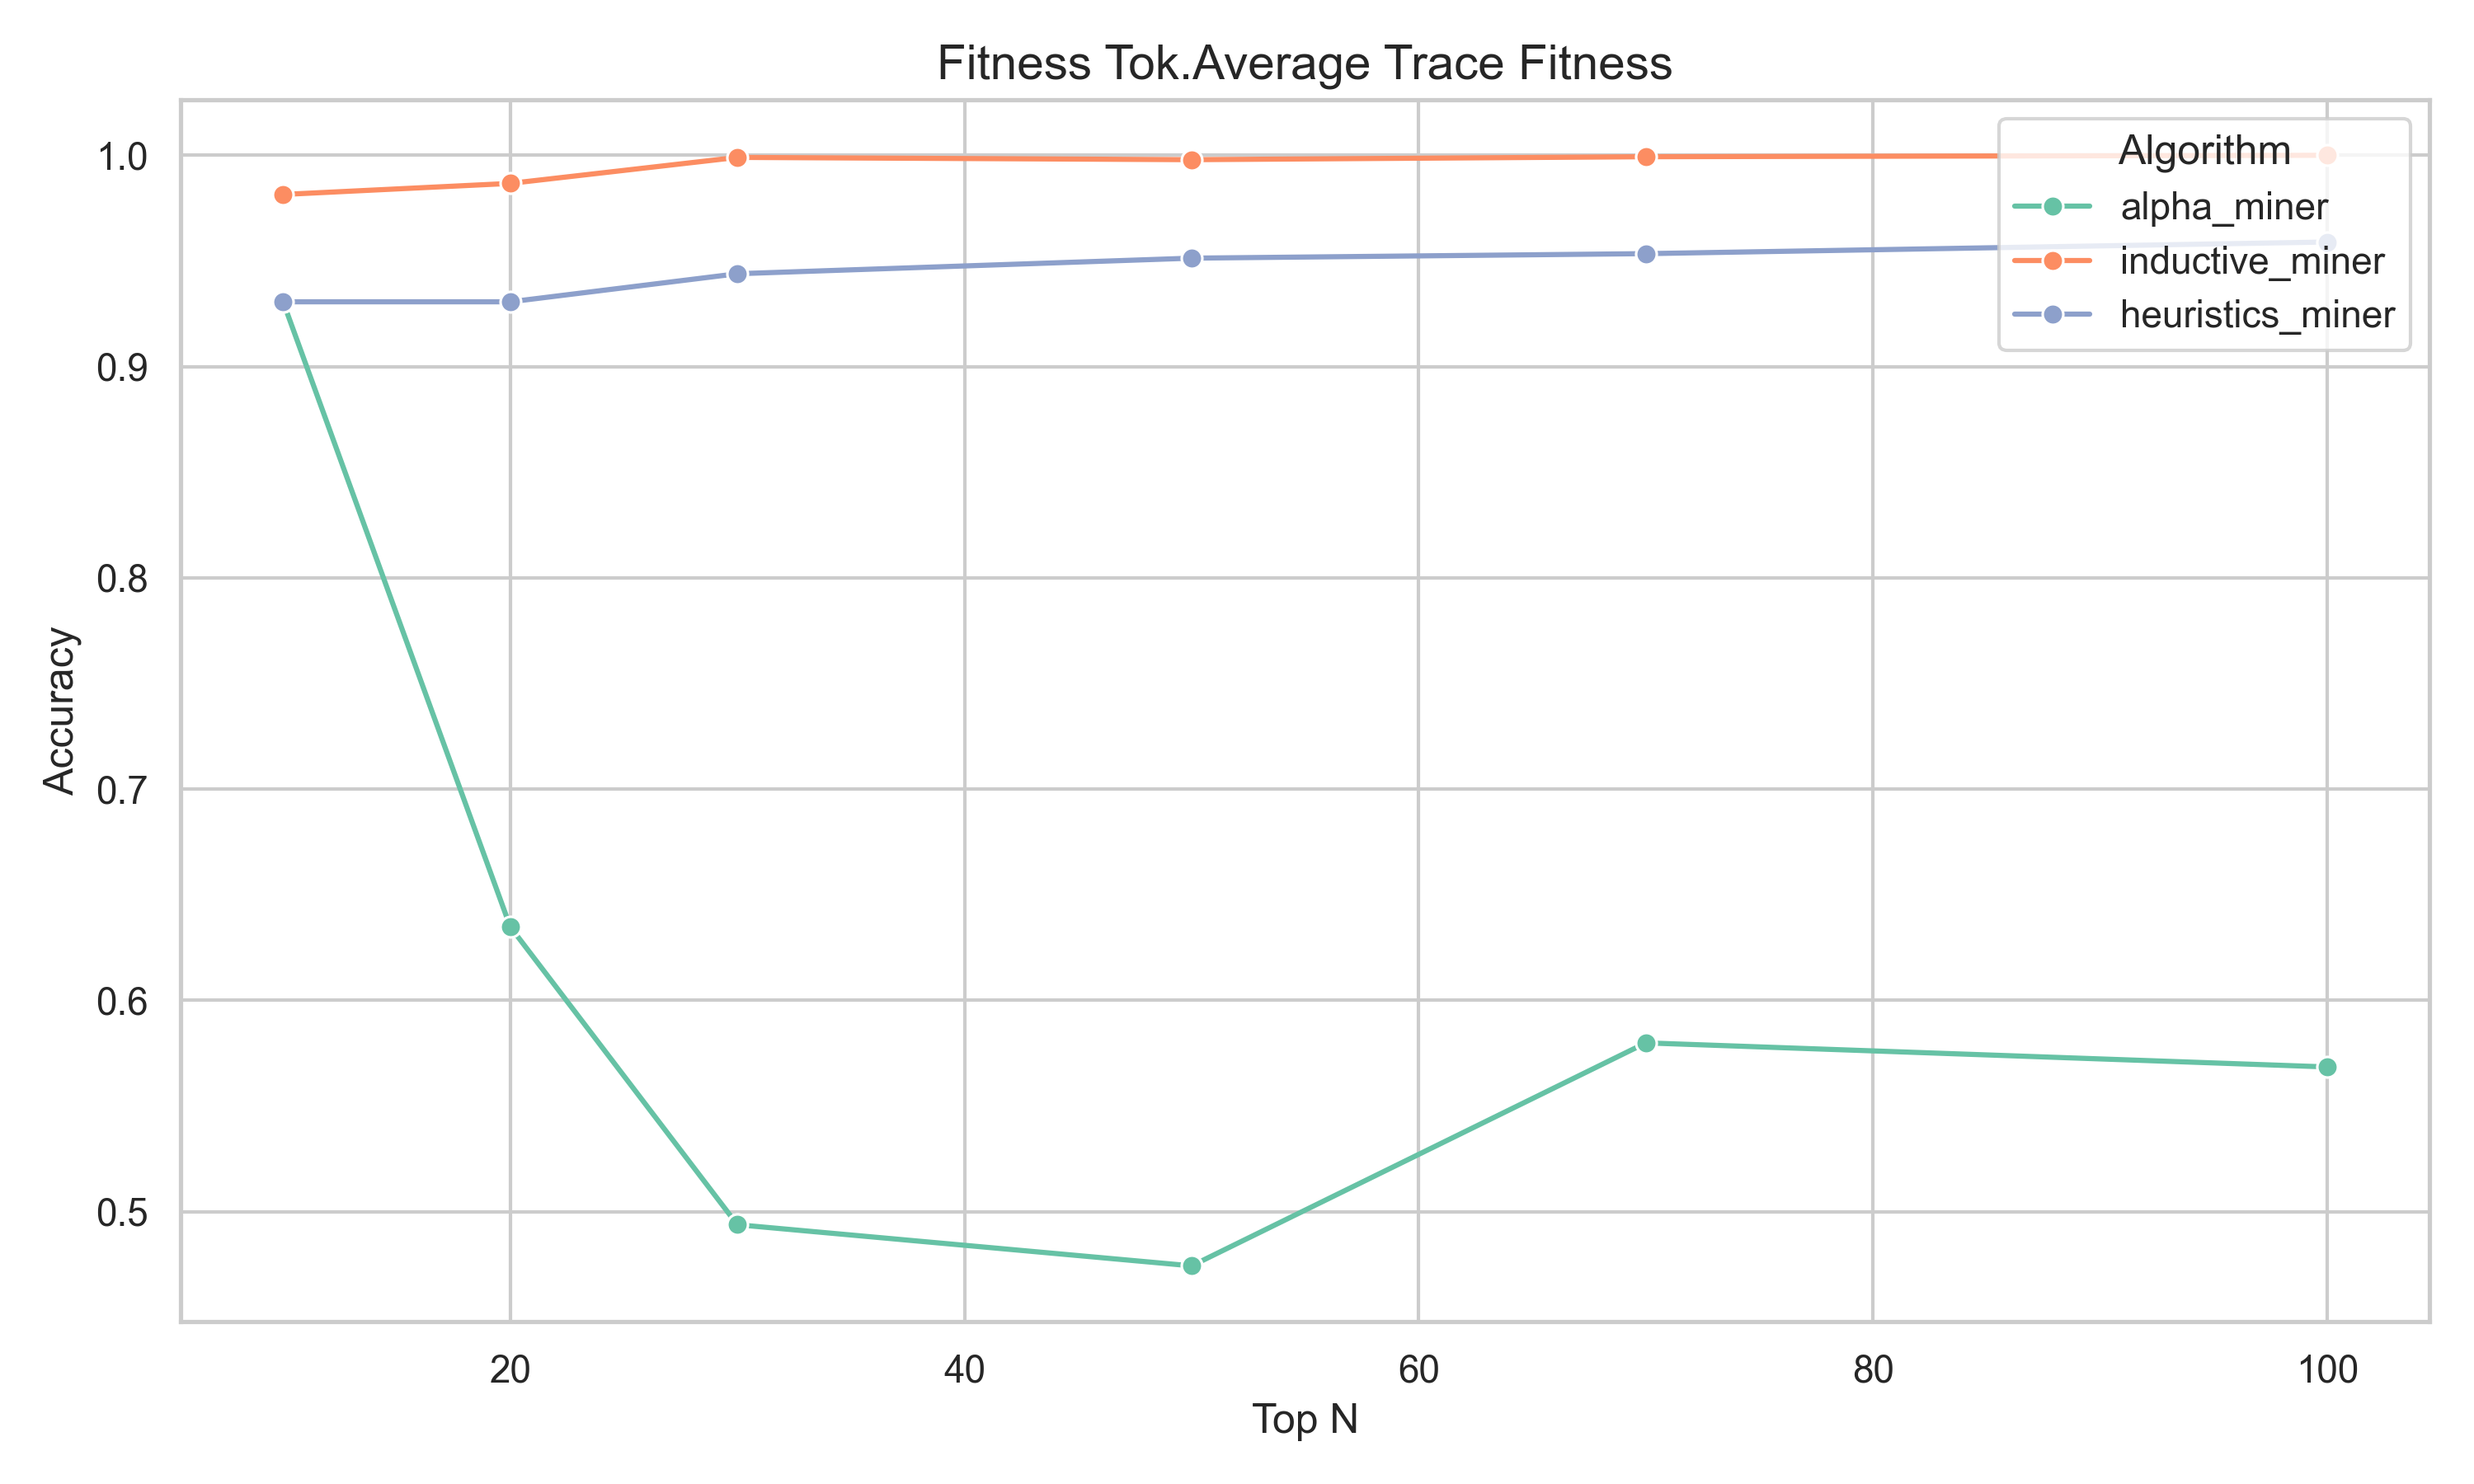 Fitness Tok.Average Trace Fitness
Accuracy
1.0
0.9
0.8
0.7
0.6
0.5
Algorithm
alpha_miner
inductive_miner
heuristics_miner
20
40
60
80
100
Top N